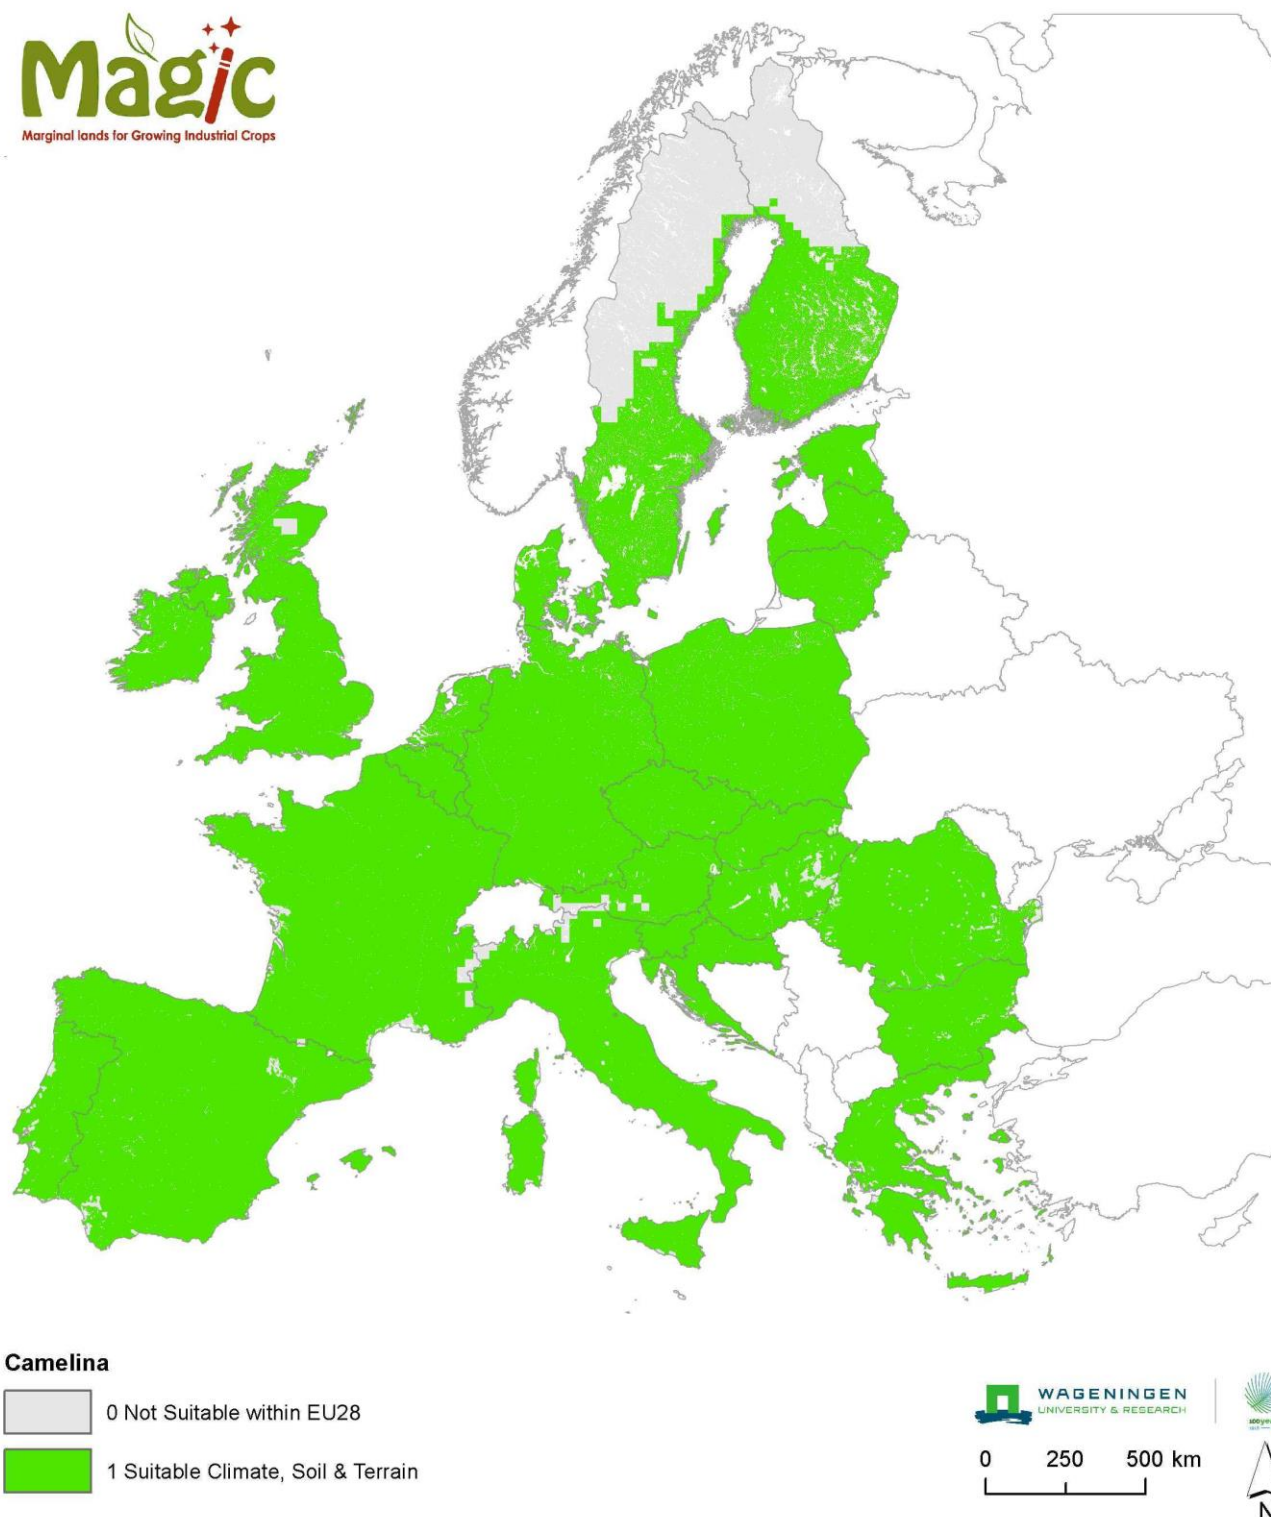 Magic
Marginal lands for Growing Industrial Crops
Camelina
0 Not Suitable within EU28
1 Suitable Climate, Soil & Terrain
WAGENINGEN
UNIVERSITY & RESEARCH
0 250 500 km
N